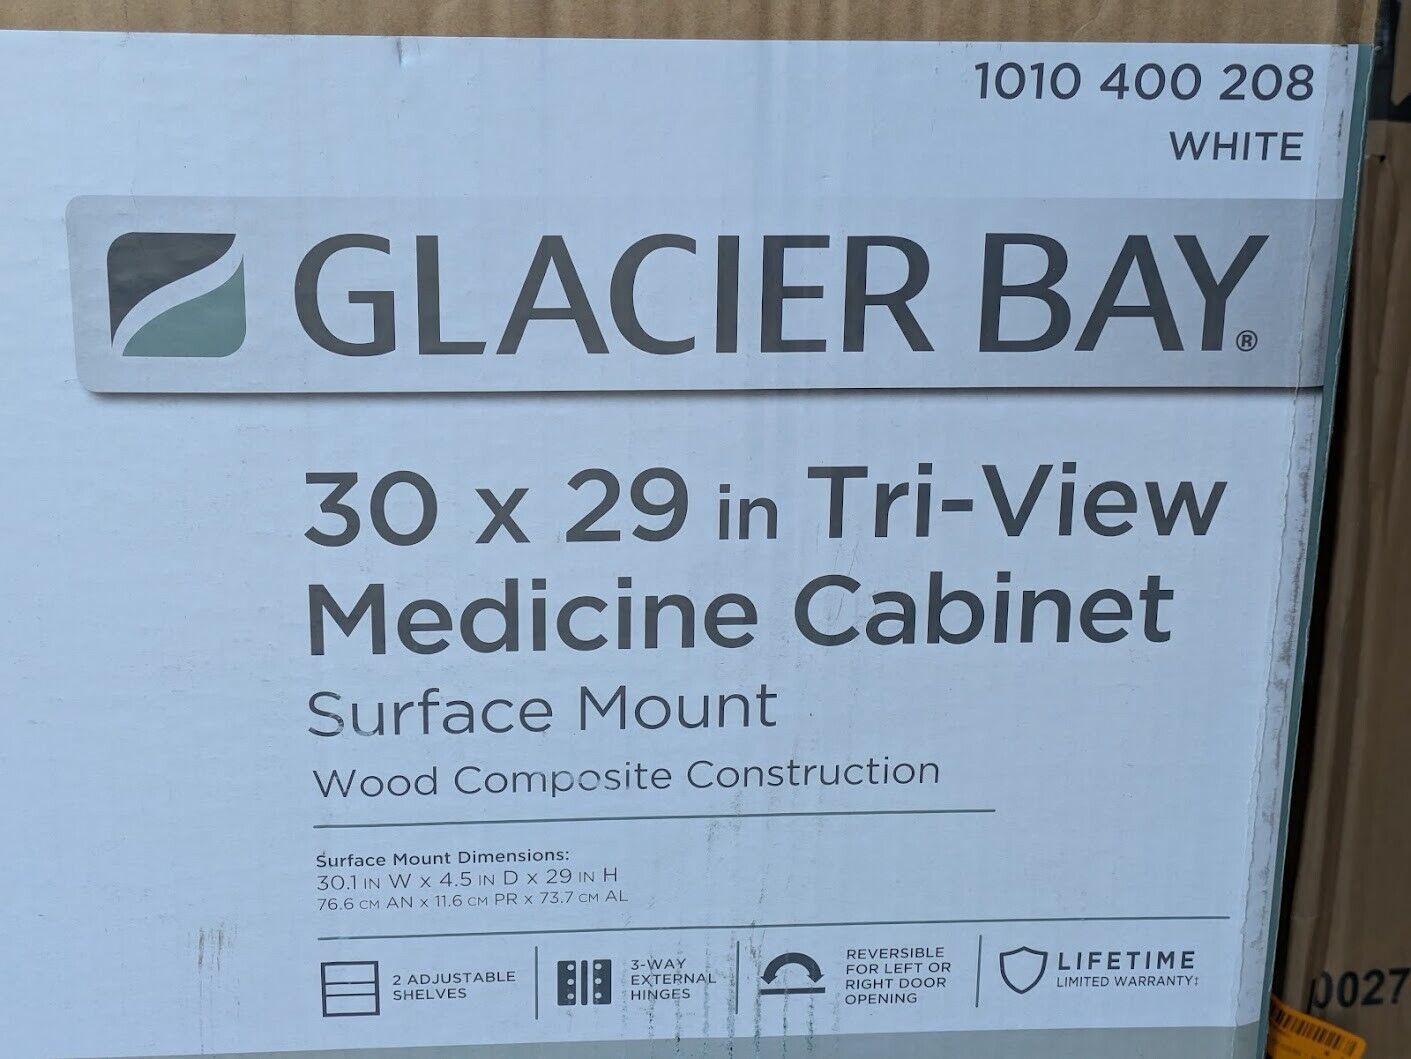 1010 400 208
WHITE
GLACIER BAY®
30 x 29 in Tri-View
Medicine Cabinet
Surface Mount
Wood Composite Construction
Surface Mount Dimensions:
30.1 IN W x 4.5 IN D x 29 IN H
76.6 CM AN x 11.6 CM PR x 73.7 CM AL
2 ADJUSTABLE
SHELVES
3-WAY
EXTERNAL
HINGES
REVERSIBLE
FOR LEFT OR
RIGHT DOOR
OPENING
LIFETIME
LIMITED WARRANTY‡
0027